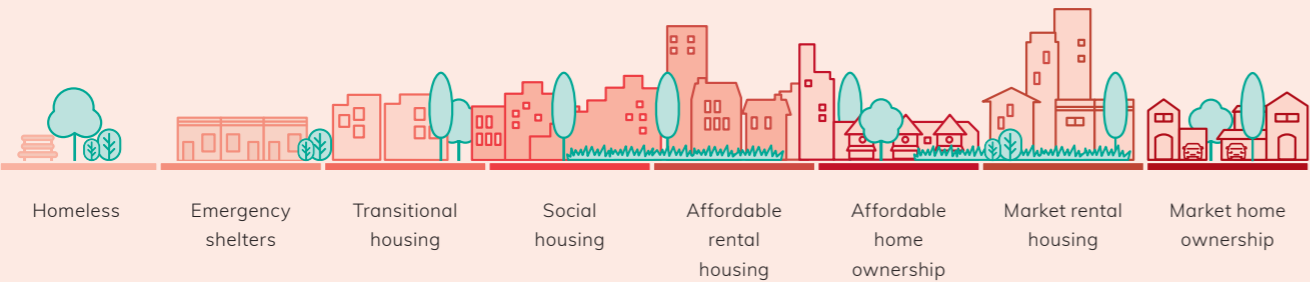 Homeless
Emergency
shelters
Transitional
housing
Social
housing
Affordable
rental
housing
Affordable
home
ownership
Market rental
housing
Market home
ownership